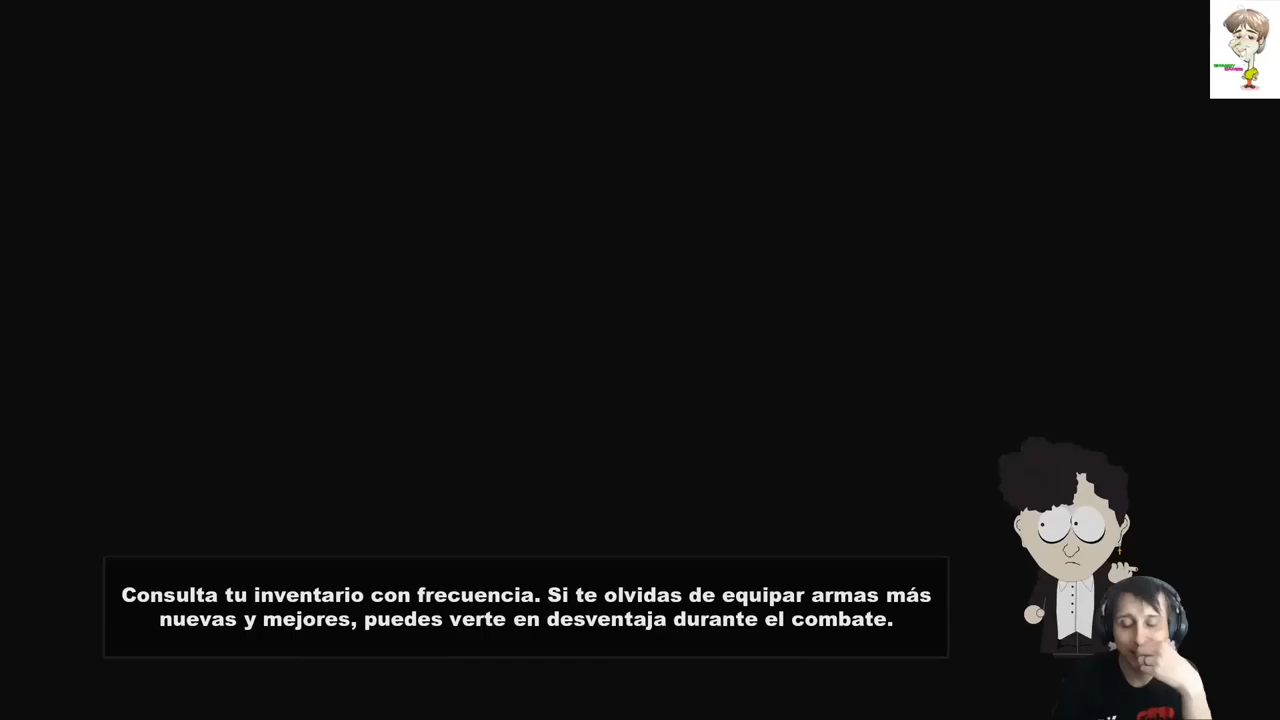 Consulta tu inventario con frecuencia. Si te olvidas de equipar armas más
nuevas y mejores, puedes verte en desventaja durante el combate.